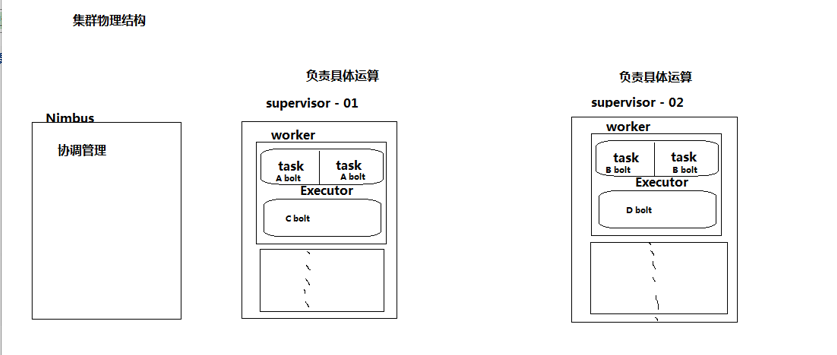 集群物理结构
负责具体运算
负责具体运算
supervisor - 01
supervisor - 02
Nimbus
协调管理
worker
task
task
A bolt
A bolt
Executor
C bolt
worker
task
task
B bolt
B bolt
Executor
D bolt